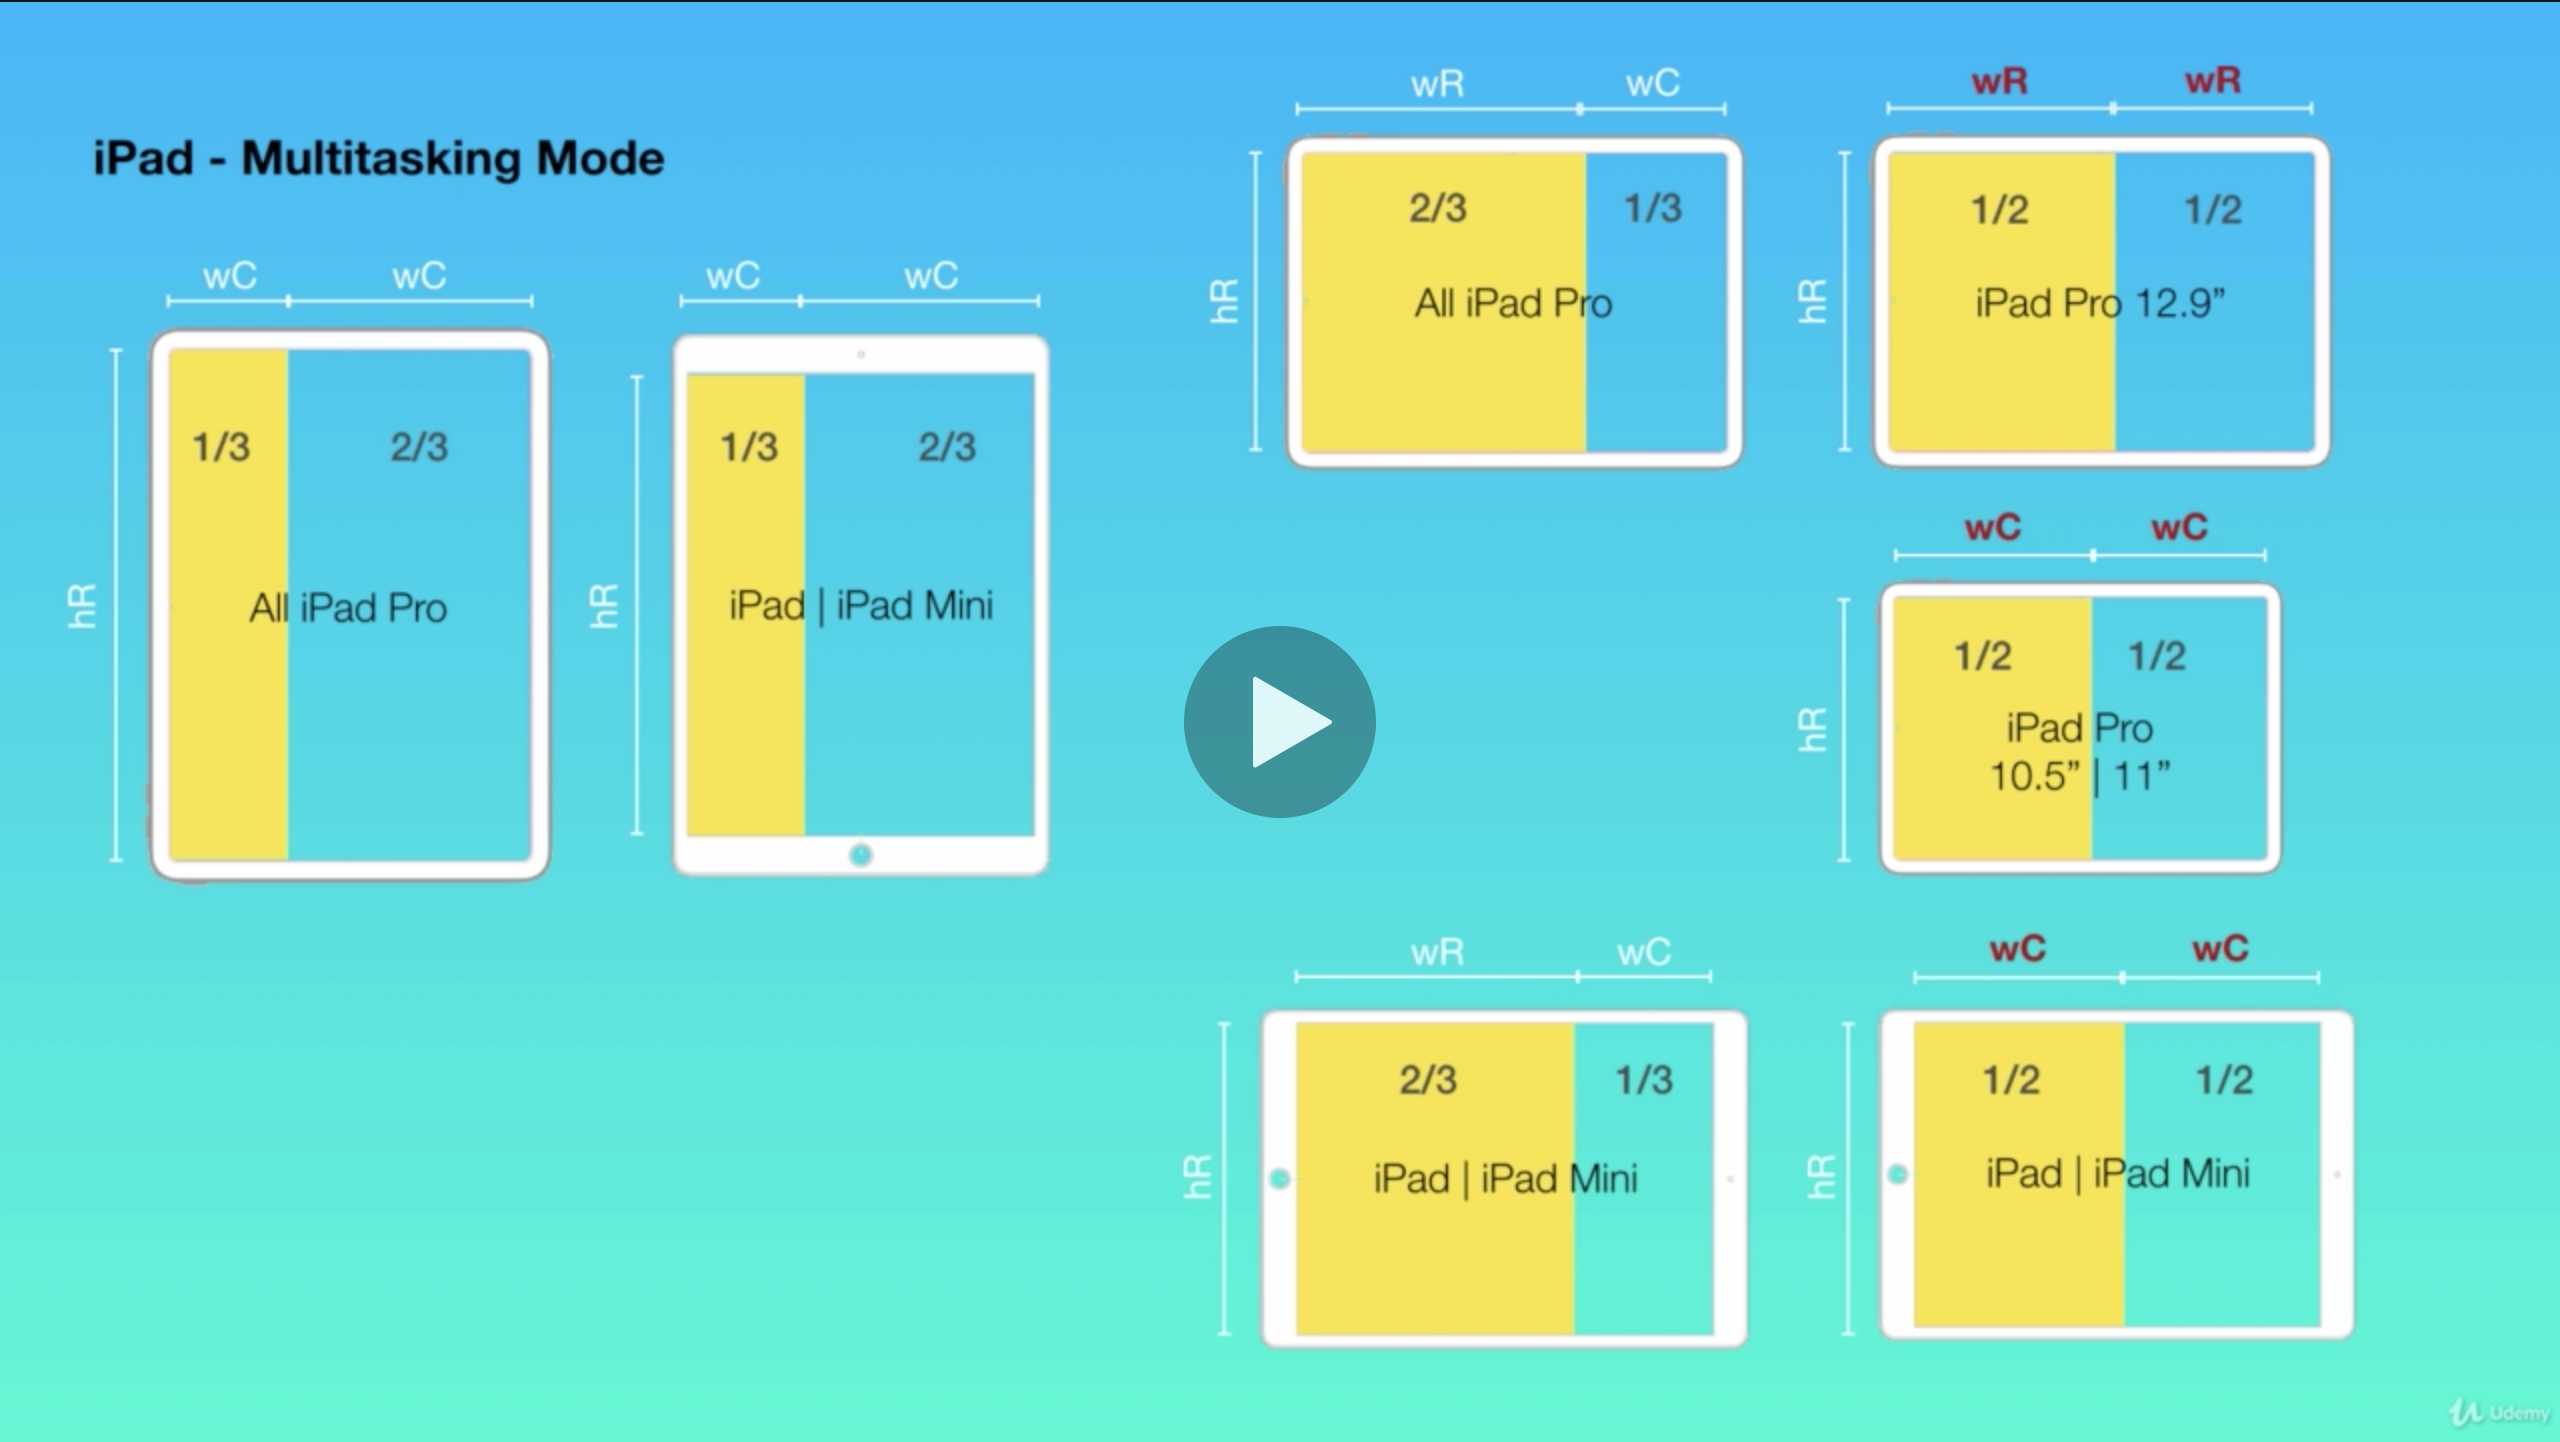 iPad - Multitasking Mode
wC wC
hR
1/3 2/3
All iPad Pro
wC wC
hR
1/3 2/3
iPad | iPad Mini
wR wC
hR
2/3 1/3
All iPad Pro
wR wR
hR
1/2 1/2
iPad Pro 12.9”
wC wC
hR
1/2 1/2
iPad Pro
10.5” | 11”
wR wC
hR
2/3 1/3
iPad | iPad Mini
wC wC
hR
1/2 1/2
iPad | iPad Mini
Udemy